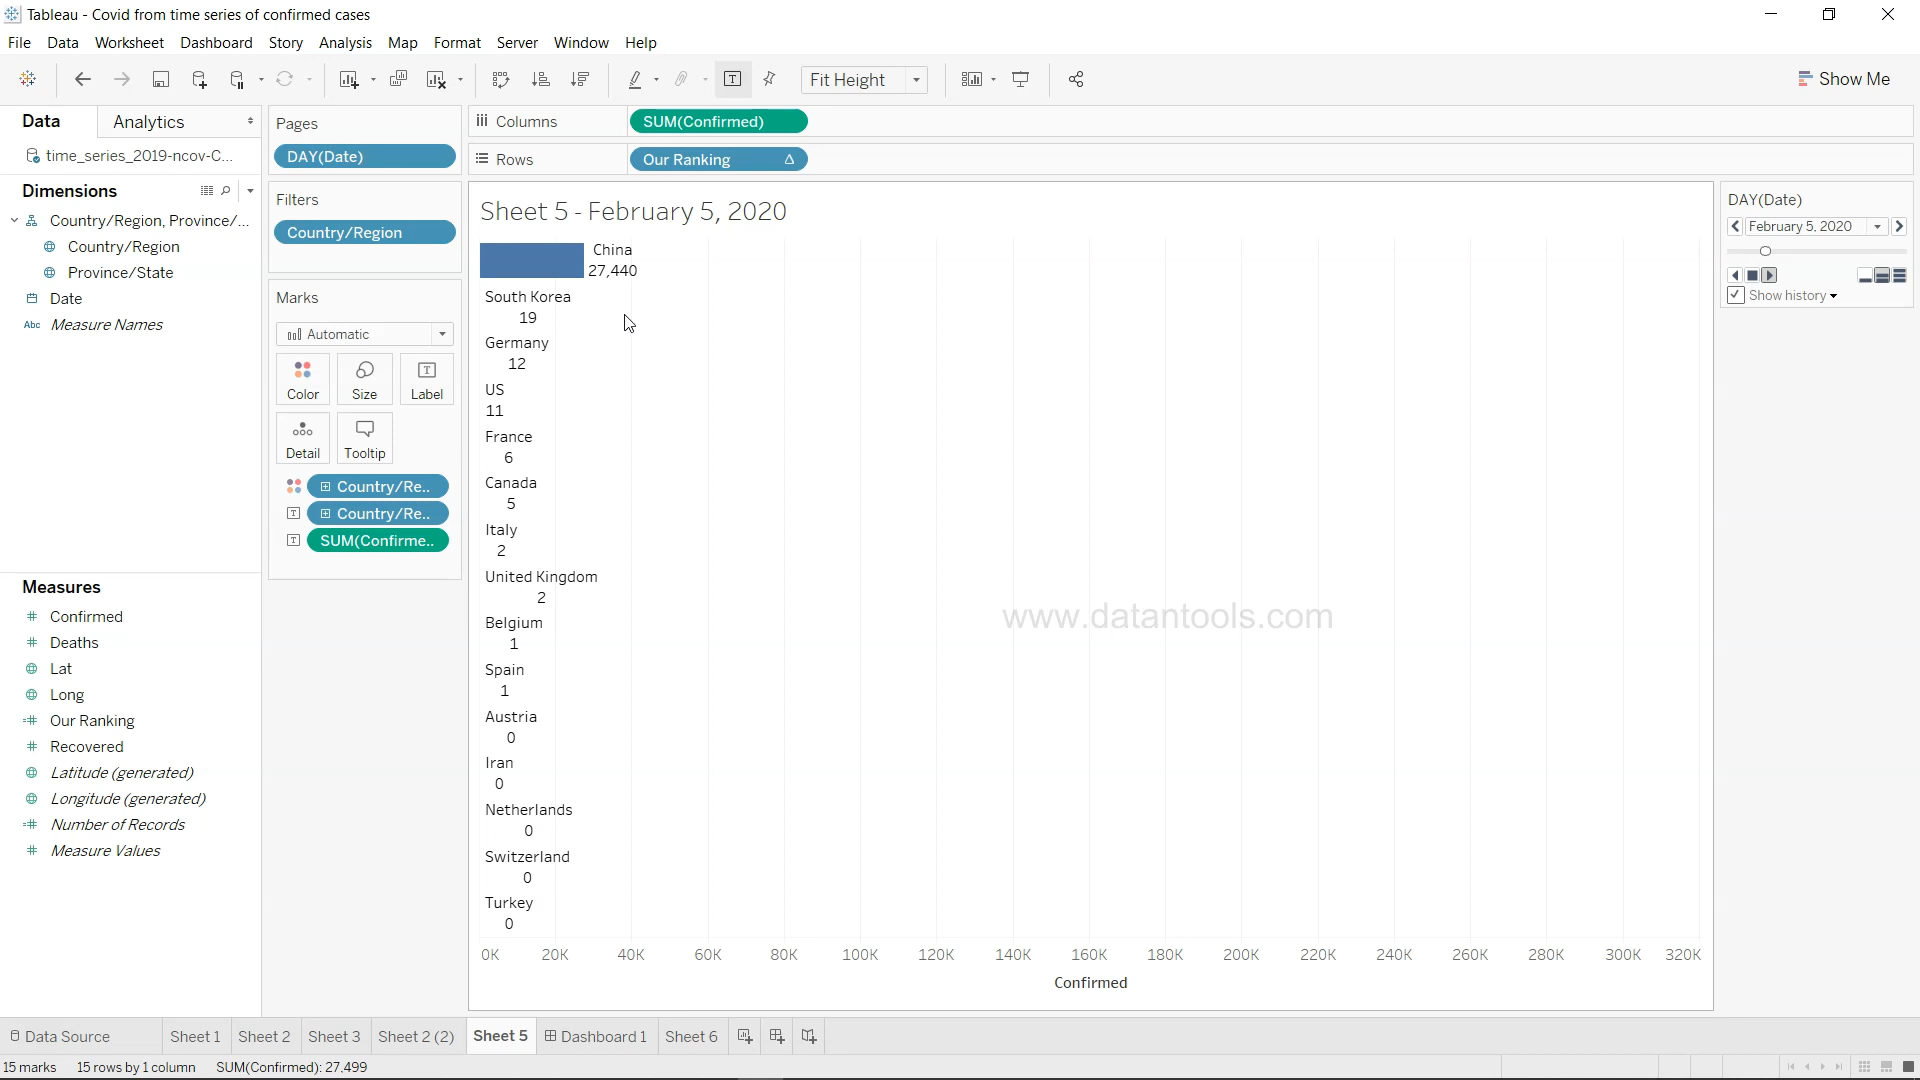 Tableau - Covid from time series of confirmed cases
File Data Worksheet Dashboard Story Analysis Map Format Server Window Help
Fit Height
Show Me
Data
Analytics
time_series_2019-ncov-C...
Dimensions
Country/Region, Province/...
Country/Region
Province/State
Date
Abc Measure Names
Measures
Confirmed
Deaths
Lat
Long
Our Ranking
Recovered
Latitude (generated)
Longitude (generated)
Number of Records
Measure Values
Pages
DAY(Date)
Filters
Country/Region
Marks
Automatic
Color
Size
Label
Detail
Tooltip
Country/Re..
Country/Re..
SUM(Confirme..
Columns
SUM(Confirmed)
Rows
Our Ranking
Sheet 5 - February 5, 2020
China
27,440
South Korea
19
Germany
12
US
11
France
6
Canada
5
Italy
2
United Kingdom
2
Belgium
1
Spain
1
Austria
0
Iran
0
Netherlands
0
Switzerland
0
Turkey
0
0K 20K 40K 60K 80K 100K 120K 140K 160K 180K 200K 220K 240K 260K 280K 300K 320K
Confirmed
www.datantools.com
DAY(Date)
February 5, 2020
Show history
Data Source
Sheet 1
Sheet 2
Sheet 3
Sheet 2 (2)
Sheet 5
Dashboard 1
Sheet 6
15 marks
15 rows by 1 column
SUM(Confirmed): 27,499